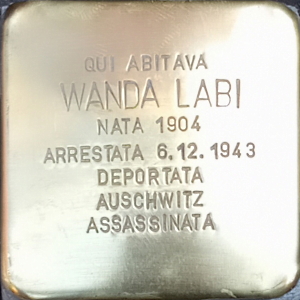 QUI ABITAVA
WANDA LABI
NATA 1904
ARRESTATA 6.12.1943
DEPORTATA
AUSCHWITZ
ASSASSINATA